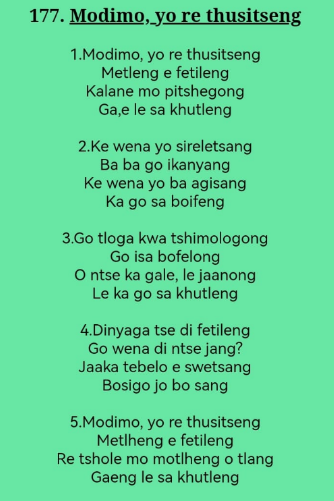 177. Modimo, yo re thusitseng
1.Modimo, yo re thusitseng
Metleng e fetileng
Kalane mo pitshegong
Ga,e le sa khutleng
2.Ke wena yo sireletsang
Ba ba go ikanyang
Ke wena yo ba agisang
Ka go sa boifeng
3.Go tloga kwa tshimologong
Go isa bofelong
O ntse ka gale, le jaanong
Le ka go sa khutleng
4.Dinyaga tse di fetileng
Go wena di ntse jang?
Jaaka tebelo e swetsang
Bosigo jo bo sang
5.Modimo, yo re thusitseng
Metlheng e fetileng
Re tshole mo motlheng o tlang
Gaeng le sa khutleng